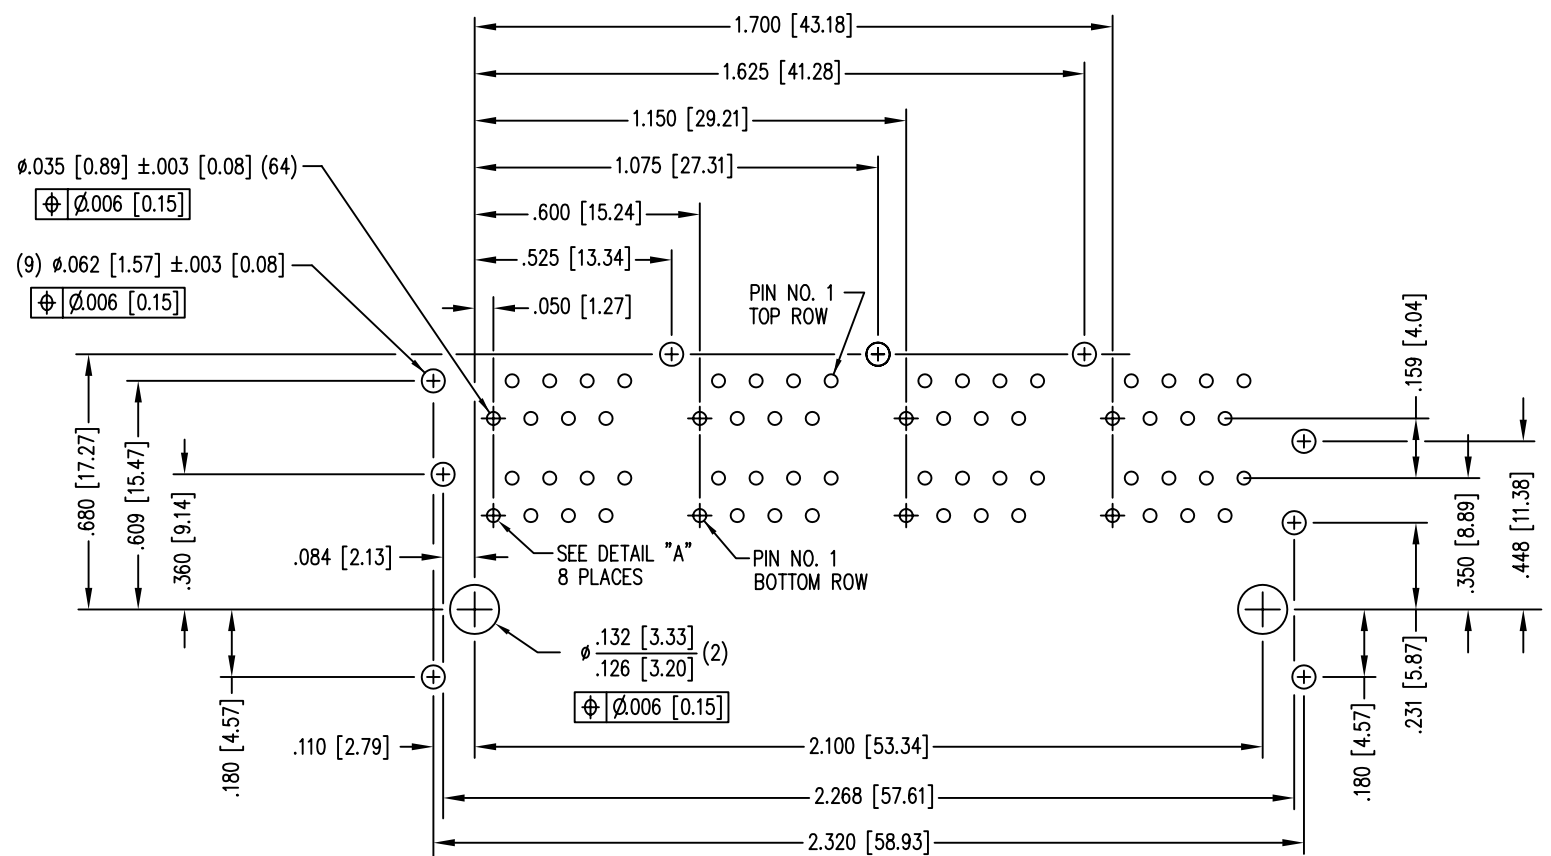 1.700 [43.18]
1.625 [41.28]
1.150 [29.21]
1.075 [27.31]
ø.035 [0.89] ±.003 [0.08] (64)
⌖ Ø.006 [0.15]
.600 [15.24]
.525 [13.34]
(9) ø.062 [1.57] ±.003 [0.08]
⌖ Ø.006 [0.15]
.050 [1.27]
PIN NO. 1
TOP ROW
.159 [4.04]
.680 [17.27]
.609 [15.47]
.360 [9.14]
.448 [11.38]
.350 [8.89]
.084 [2.13]
SEE DETAIL "A"
8 PLACES
PIN NO. 1
BOTTOM ROW
ø .132 [3.33]
.126 [3.20] (2)
⌖ Ø.006 [0.15]
.231 [5.87]
.180 [4.57]
.180 [4.57]
.110 [2.79]
2.100 [53.34]
2.268 [57.61]
2.320 [58.93]